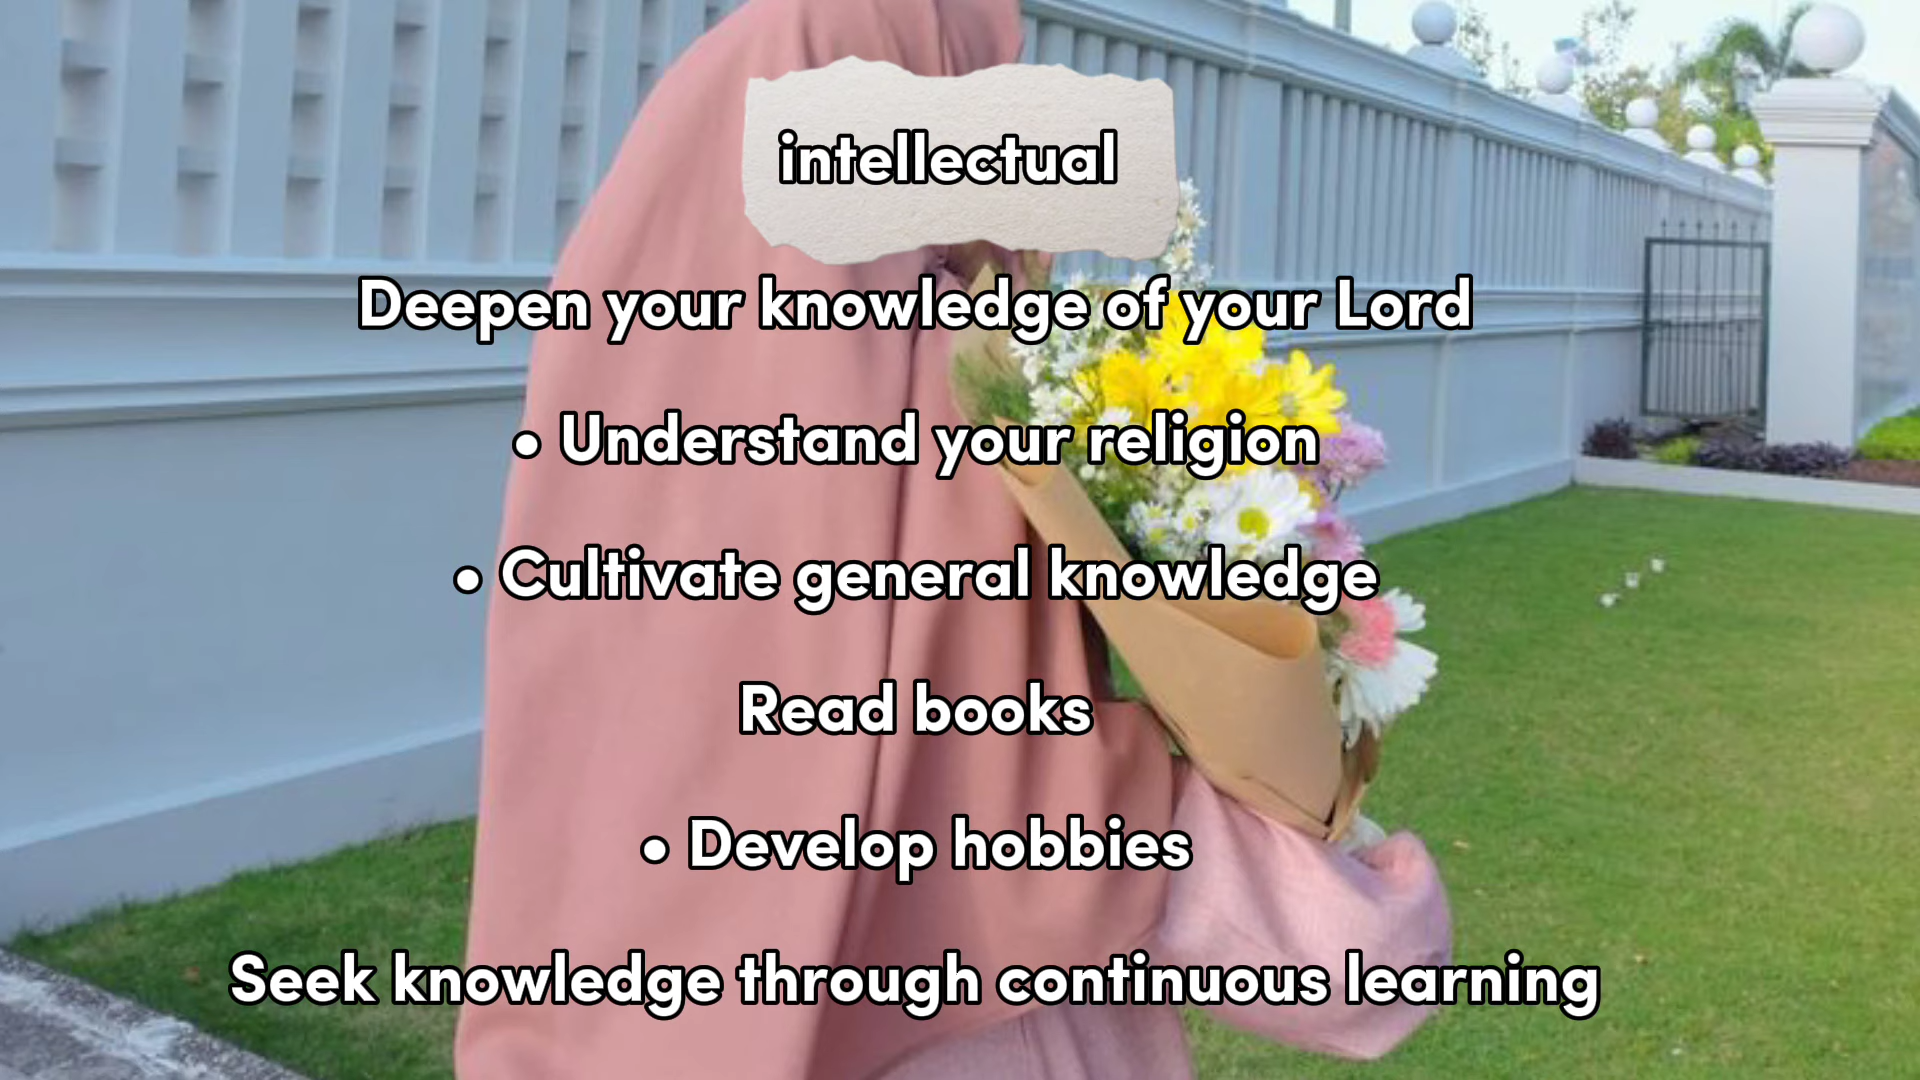 intellectual
Deepen your knowledge of your Lord
• Understand your religion
• Cultivate general knowledge
Read books
• Develop hobbies
Seek knowledge through continuous learning